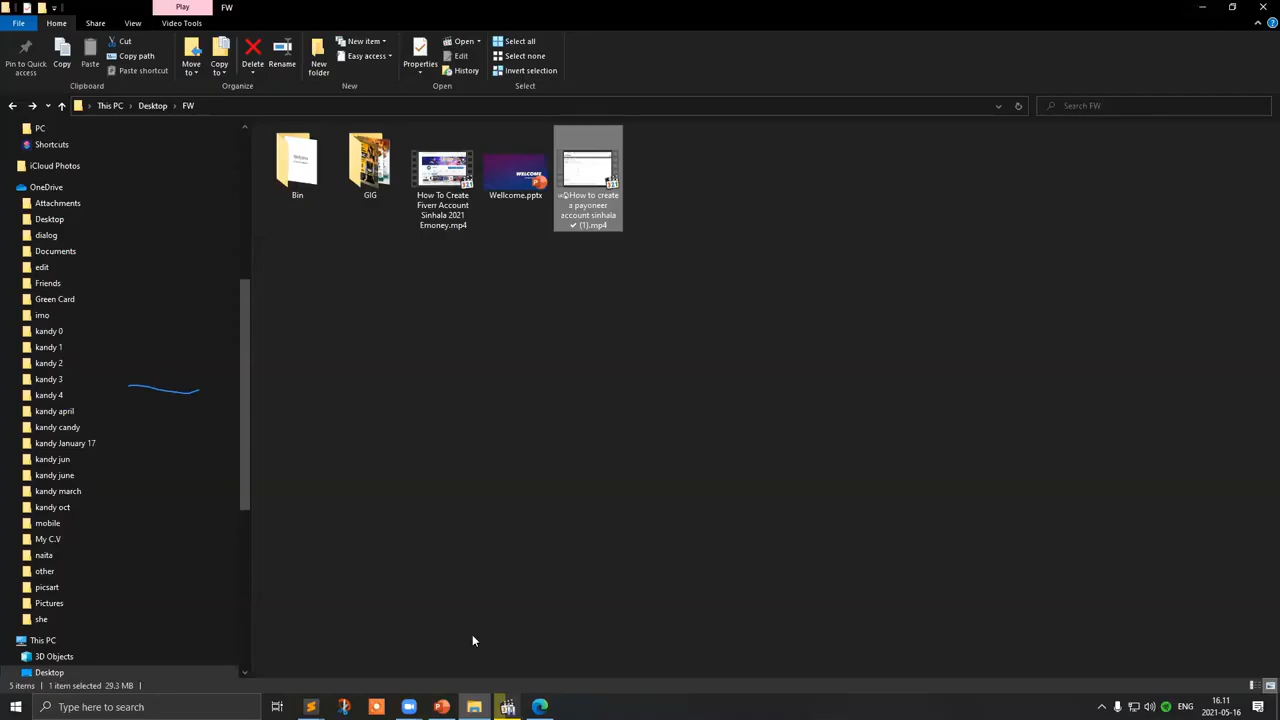 Play
FW
File
Home
Share
View
Video Tools
Pin to Quick access
Copy
Paste
Cut
Copy path
Paste shortcut
Clipboard
Move to
Copy to
Delete
Rename
Organize
New folder
New item
Easy access
New
Properties
Open
Edit
History
Open
Select all
Select none
Invert selection
Select
This PC
Desktop
FW
Search FW
PC
Shortcuts
iCloud Photos
OneDrive
Attachments
Desktop
dialog
Documents
edit
Friends
Green Card
imo
kandy 0
kandy 1
kandy 2
kandy 3
kandy 4
kandy april
kandy candy
kandy January 17
kandy jun
kandy june
kandy march
kandy oct
mobile
My C.V
naita
other
picsart
Pictures
she
This PC
3D Objects
Desktop
Bin
GIG
How To Create
Fiverr Account
Sinhala 2021
Emoney.mp4
WELCOME
Wellcome.pptx
How to create
a payoneer
account sinhala
✔ (1).mp4
5 items
1 item selected 29.3 MB
Type here to search
ENG
16.11
2021-05-16